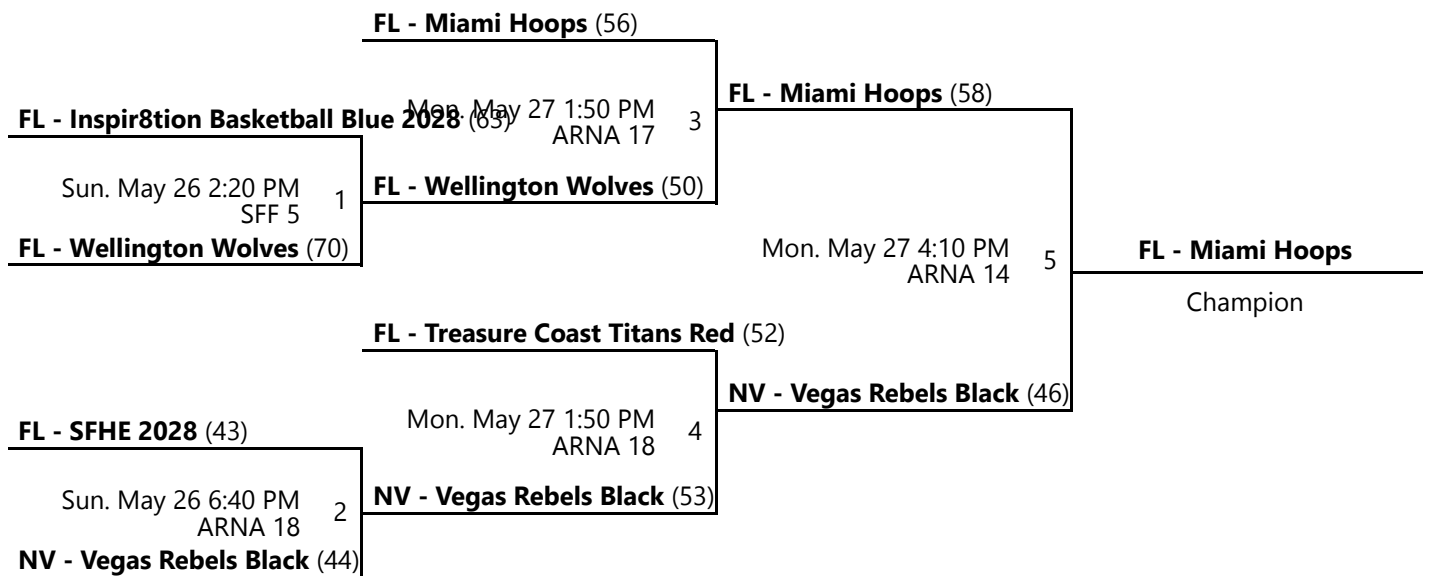 FL - Miami Hoops (56)
FL - Miami Hoops (58)
FL - Inspir8tion Basketball Blue 2028 (63)
Mon. May 27 1:50 PM
ARNA 17
3
Sun. May 26 2:20 PM
SFF 5
1
FL - Wellington Wolves (50)
FL - Wellington Wolves (70)
Mon. May 27 4:10 PM
ARNA 14
5
FL - Miami Hoops
Champion
FL - Treasure Coast Titans Red (52)
NV - Vegas Rebels Black (46)
Mon. May 27 1:50 PM
ARNA 18
4
FL - SFHE 2028 (43)
Sun. May 26 6:40 PM
ARNA 18
2
NV - Vegas Rebels Black (53)
NV - Vegas Rebels Black (44)